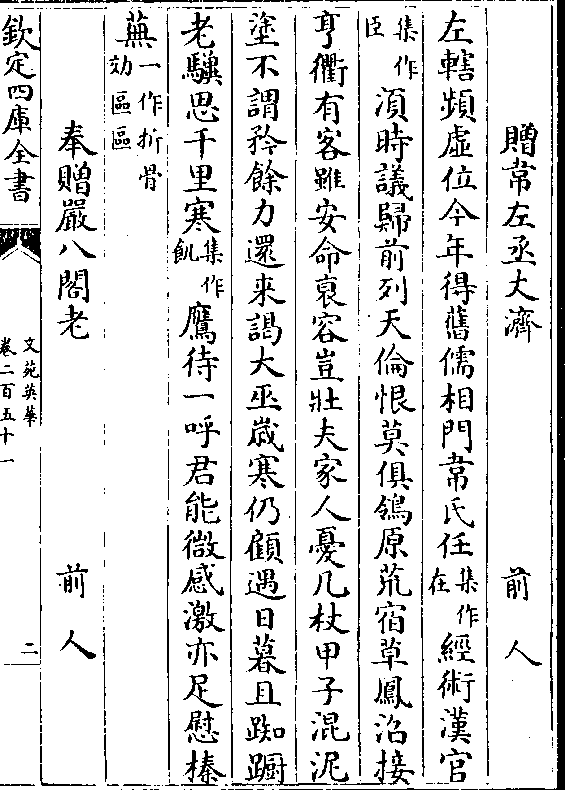 贈韋左丞丈濟　前人
左轄頻虛位今年得舊儒相門韋氏任集作在經術漢官
集作臣湏時議歸前列天倫恨莫俱鴒原荒宿草鳳沼接
亨衢有客雖安命衰容豈壯夫家人憂几杖甲子混泥
塗不謂矜餘力還来謁大巫歲寒仍顧遇日暮且踟蹰
老驥思千里寒集作飢鷹待一呼君能微感激亦足慰榛
蕪一作折骨効區區
奉贈嚴八閣老　前人
欽定四庫全書
文苑英華
卷二百五十一
二